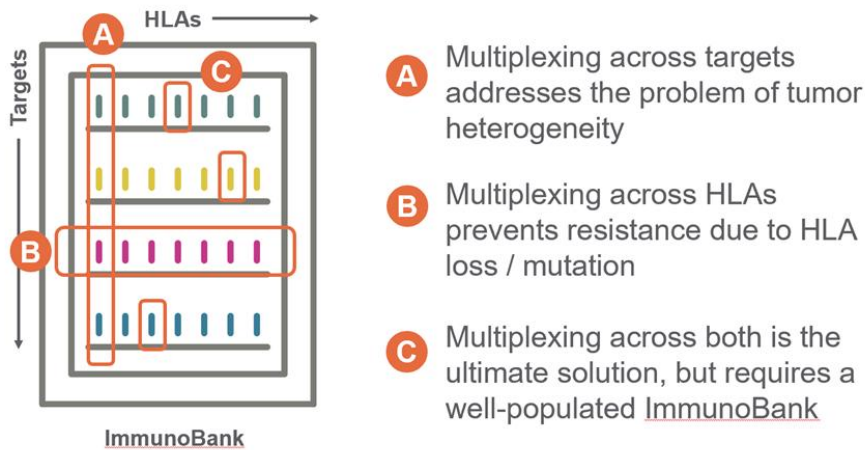 HLAs
A
C
Targets
B
ImmunoBank
A
Multiplexing across targets
addresses the problem of tumor
heterogeneity
B
Multiplexing across HLAs
prevents resistance due to HLA
loss / mutation
C
Multiplexing across both is the
ultimate solution, but requires a
well-populated ImmunoBank